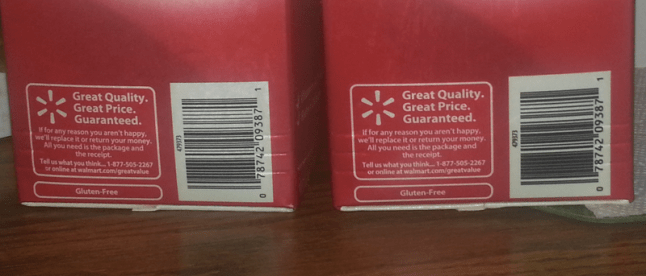 Great Quality.
Great Price.
Guaranteed.
If for any reason you aren't happy,
we'll replace it or return your money.
All you need is the package and
the receipt.
Tell us what you think... 1-877-505-2267
or online at walmart.com/greatvalue
Gluten-Free
479373
0 78742 09387 1
Great Quality.
Great Price.
Guaranteed.
If for any reason you aren't happy,
we'll replace it or return your money.
All you need is the package and
the receipt.
Tell us what you think... 1-877-505-2267
or online at walmart.com/greatvalue
Gluten-Free
479373
0 78742 09387 1